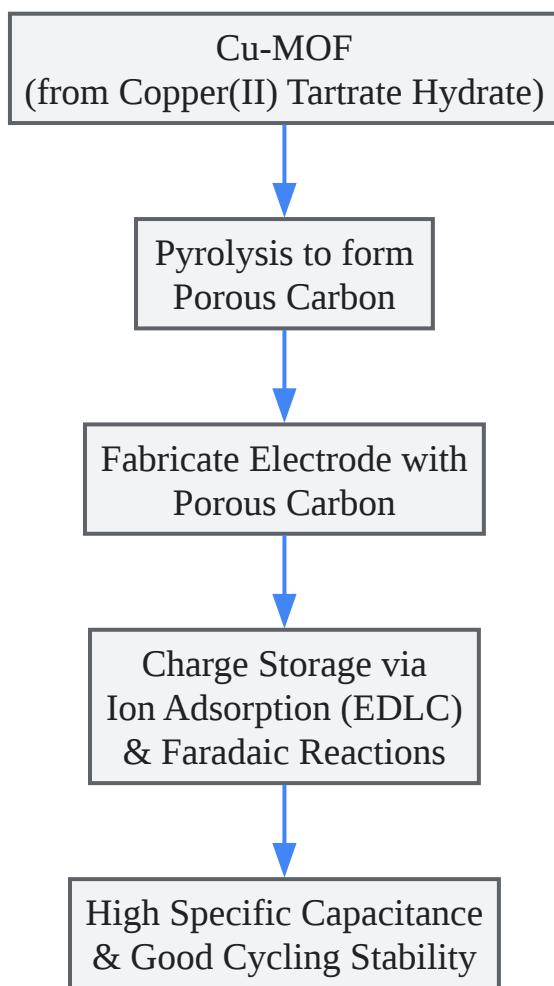 Cu-MOF
(from Copper(II) Tartrate Hydrate)
Pyrolysis to form
Porous Carbon
Fabricate Electrode with
Porous Carbon
Charge Storage via
Ion Adsorption (EDLC)
& Faradaic Reactions
High Specific Capacitance
& Good Cycling Stability